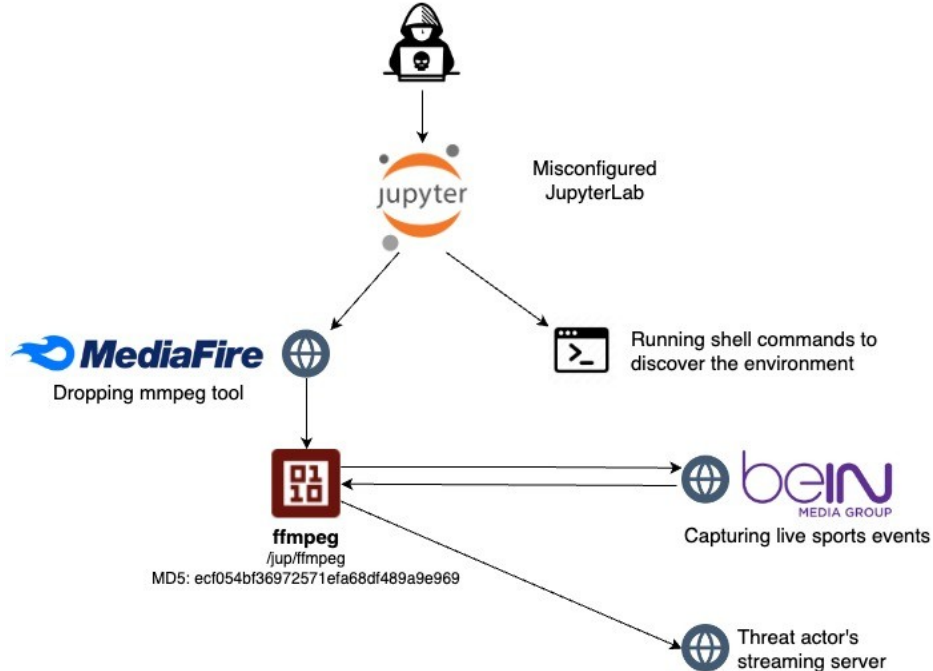 jupyter
Misconfigured
JupyterLab
MediaFire
Dropping mmpeg tool
Running shell commands to
discover the environment
01
10
ffmpeg
/jup/ffmpeg
MD5: ecf054bf36972571efa68df489a9e969
beIN
MEDIA GROUP
Capturing live sports events
Threat actor's
streaming server